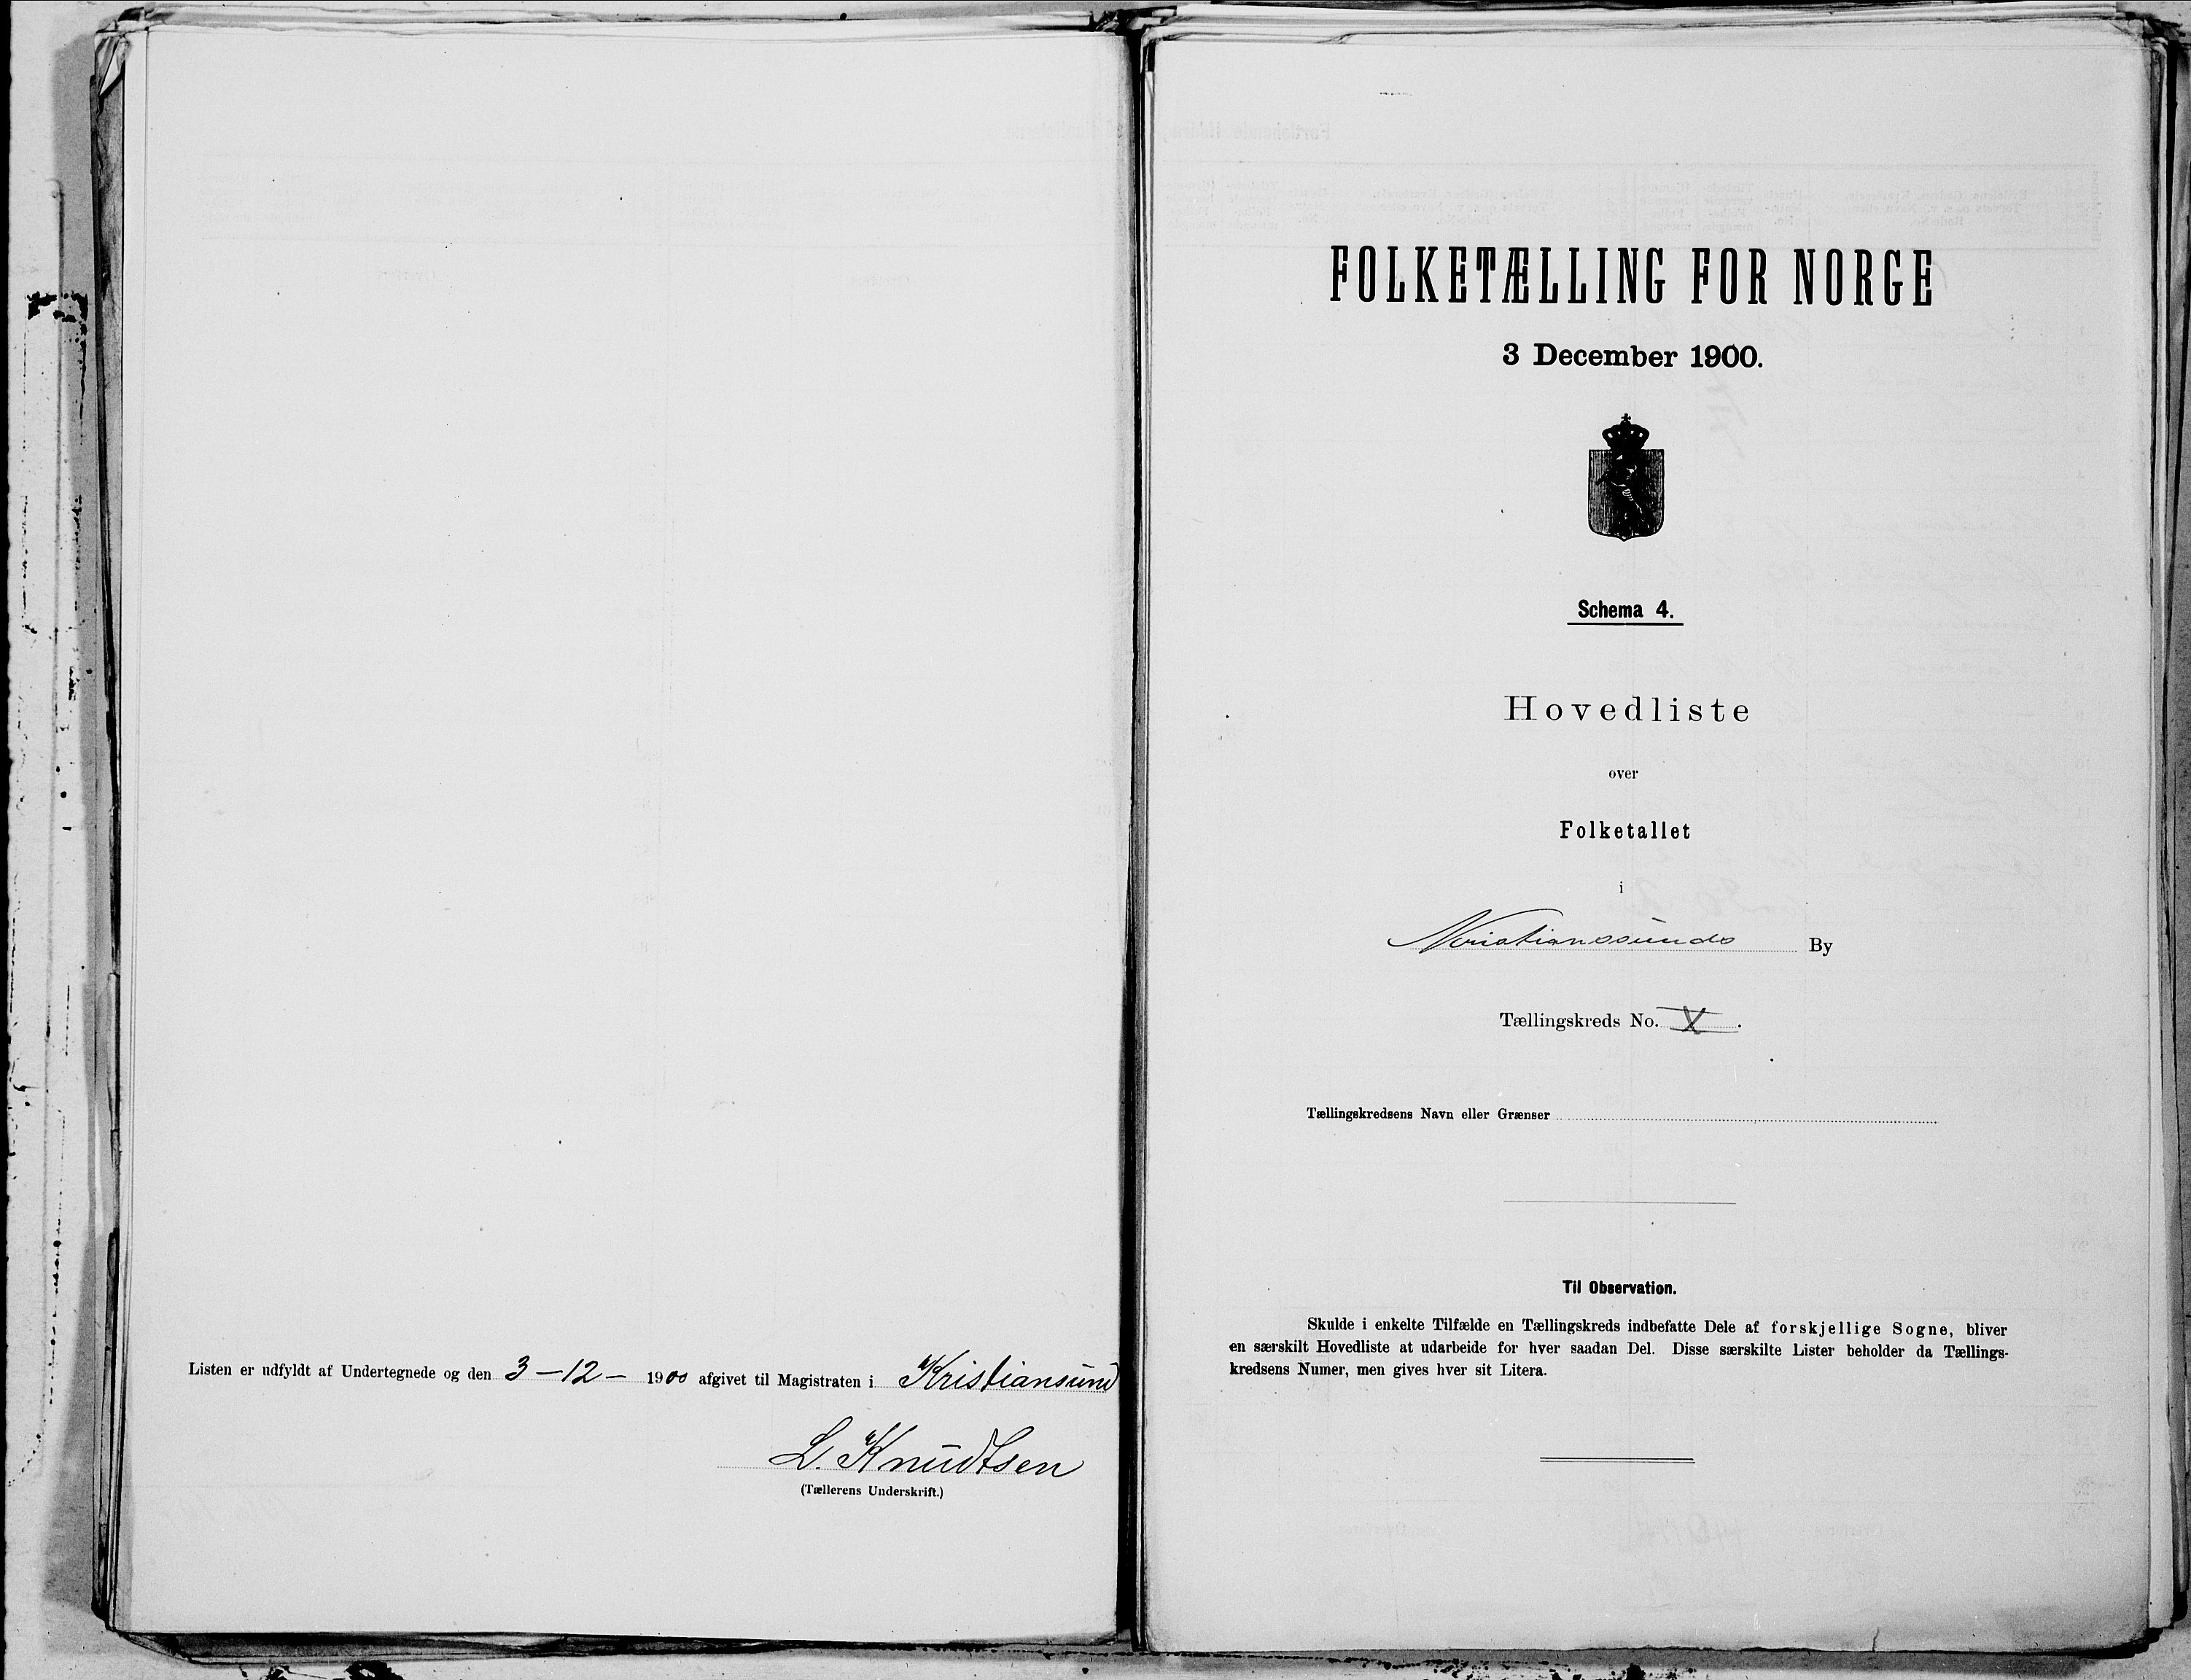 Listen er udfyldt af Undertegnede og den 3-12- 1900 afgivet til Magistraten i Kristiansund
L. Knudtsen
(Tællerens Underskrift.)
FOLKETÆLLING FOR NORGE
3 December 1900.
Schema 4.
Hovedliste
over
Folketallet
i
Kristianssunds By
Tællingskreds No. X.
Tællingskredsens Navn eller Grænser
Til Observation.
Skulde i enkelte Tilfælde en Tællingskreds indbefatte Dele af forskjellige Sogne, bliver
en særskilt Hovedliste at udarbeide for hver saadan Del. Disse særskilte Lister beholder da Tællings-
kredsens Numer, men gives hver sit Litera.